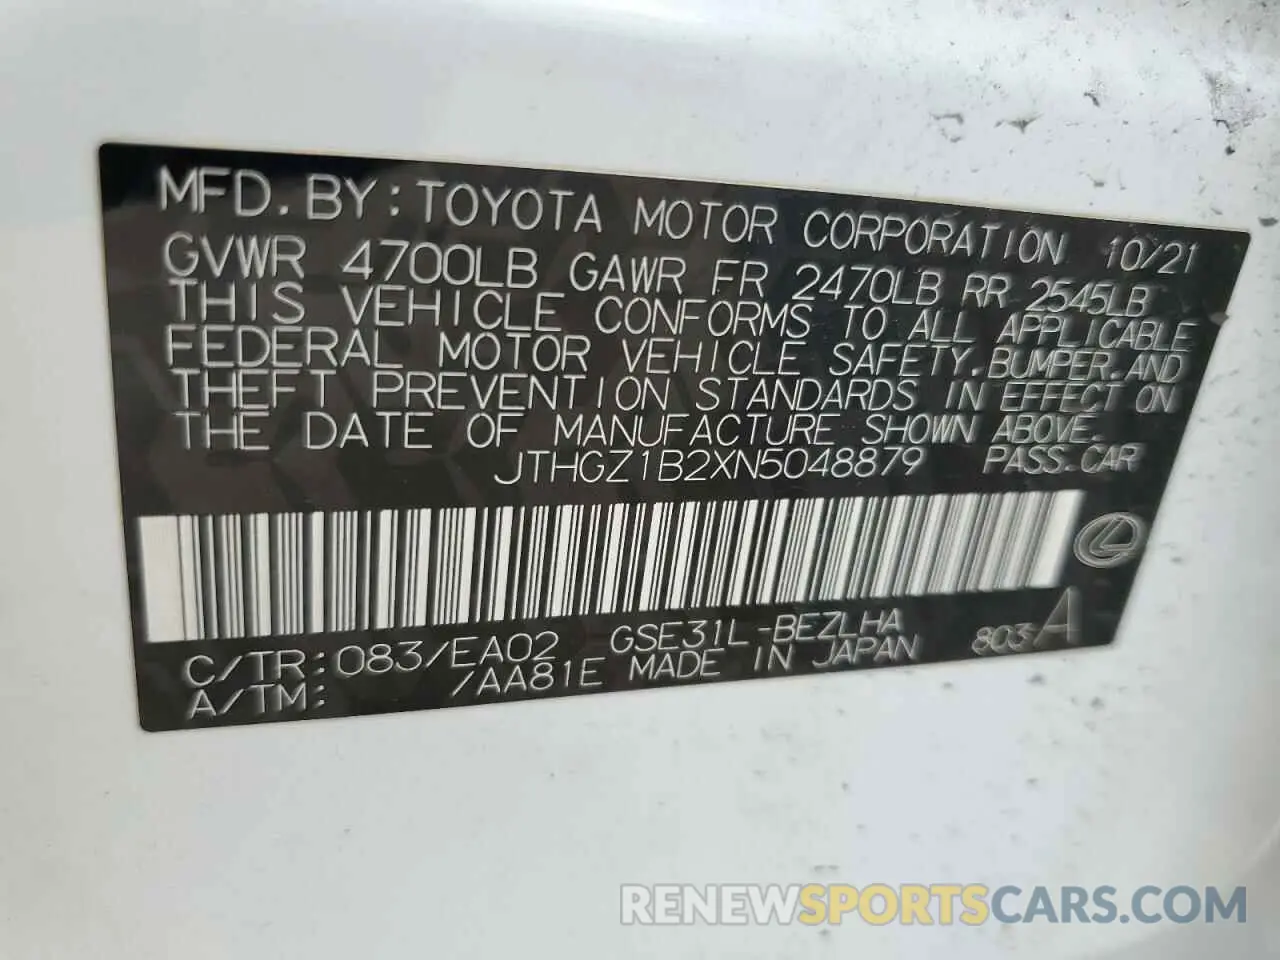 MFD. BY: TOYOTA MOTOR CORPORATION 10/21
GVWR 4700LB GAWR FR 2470LB RR 2545LB
THIS VEHICLE CONFORMS TO ALL APPLICABLE
FEDERAL MOTOR VEHICLE SAFETY, BUMPER, AND
THEFT PREVENTION STANDARDS IN EFFECT ON
THE DATE OF MANUFACTURE SHOWN ABOVE.
JTHGZ1B2XN5048879 PASS. CAR
C/TR: 083/EA02 GSE31L-BEZLHA
A/TM: /AA81E MADE IN JAPAN 803-A
RENEWSPORTSCARS.COM